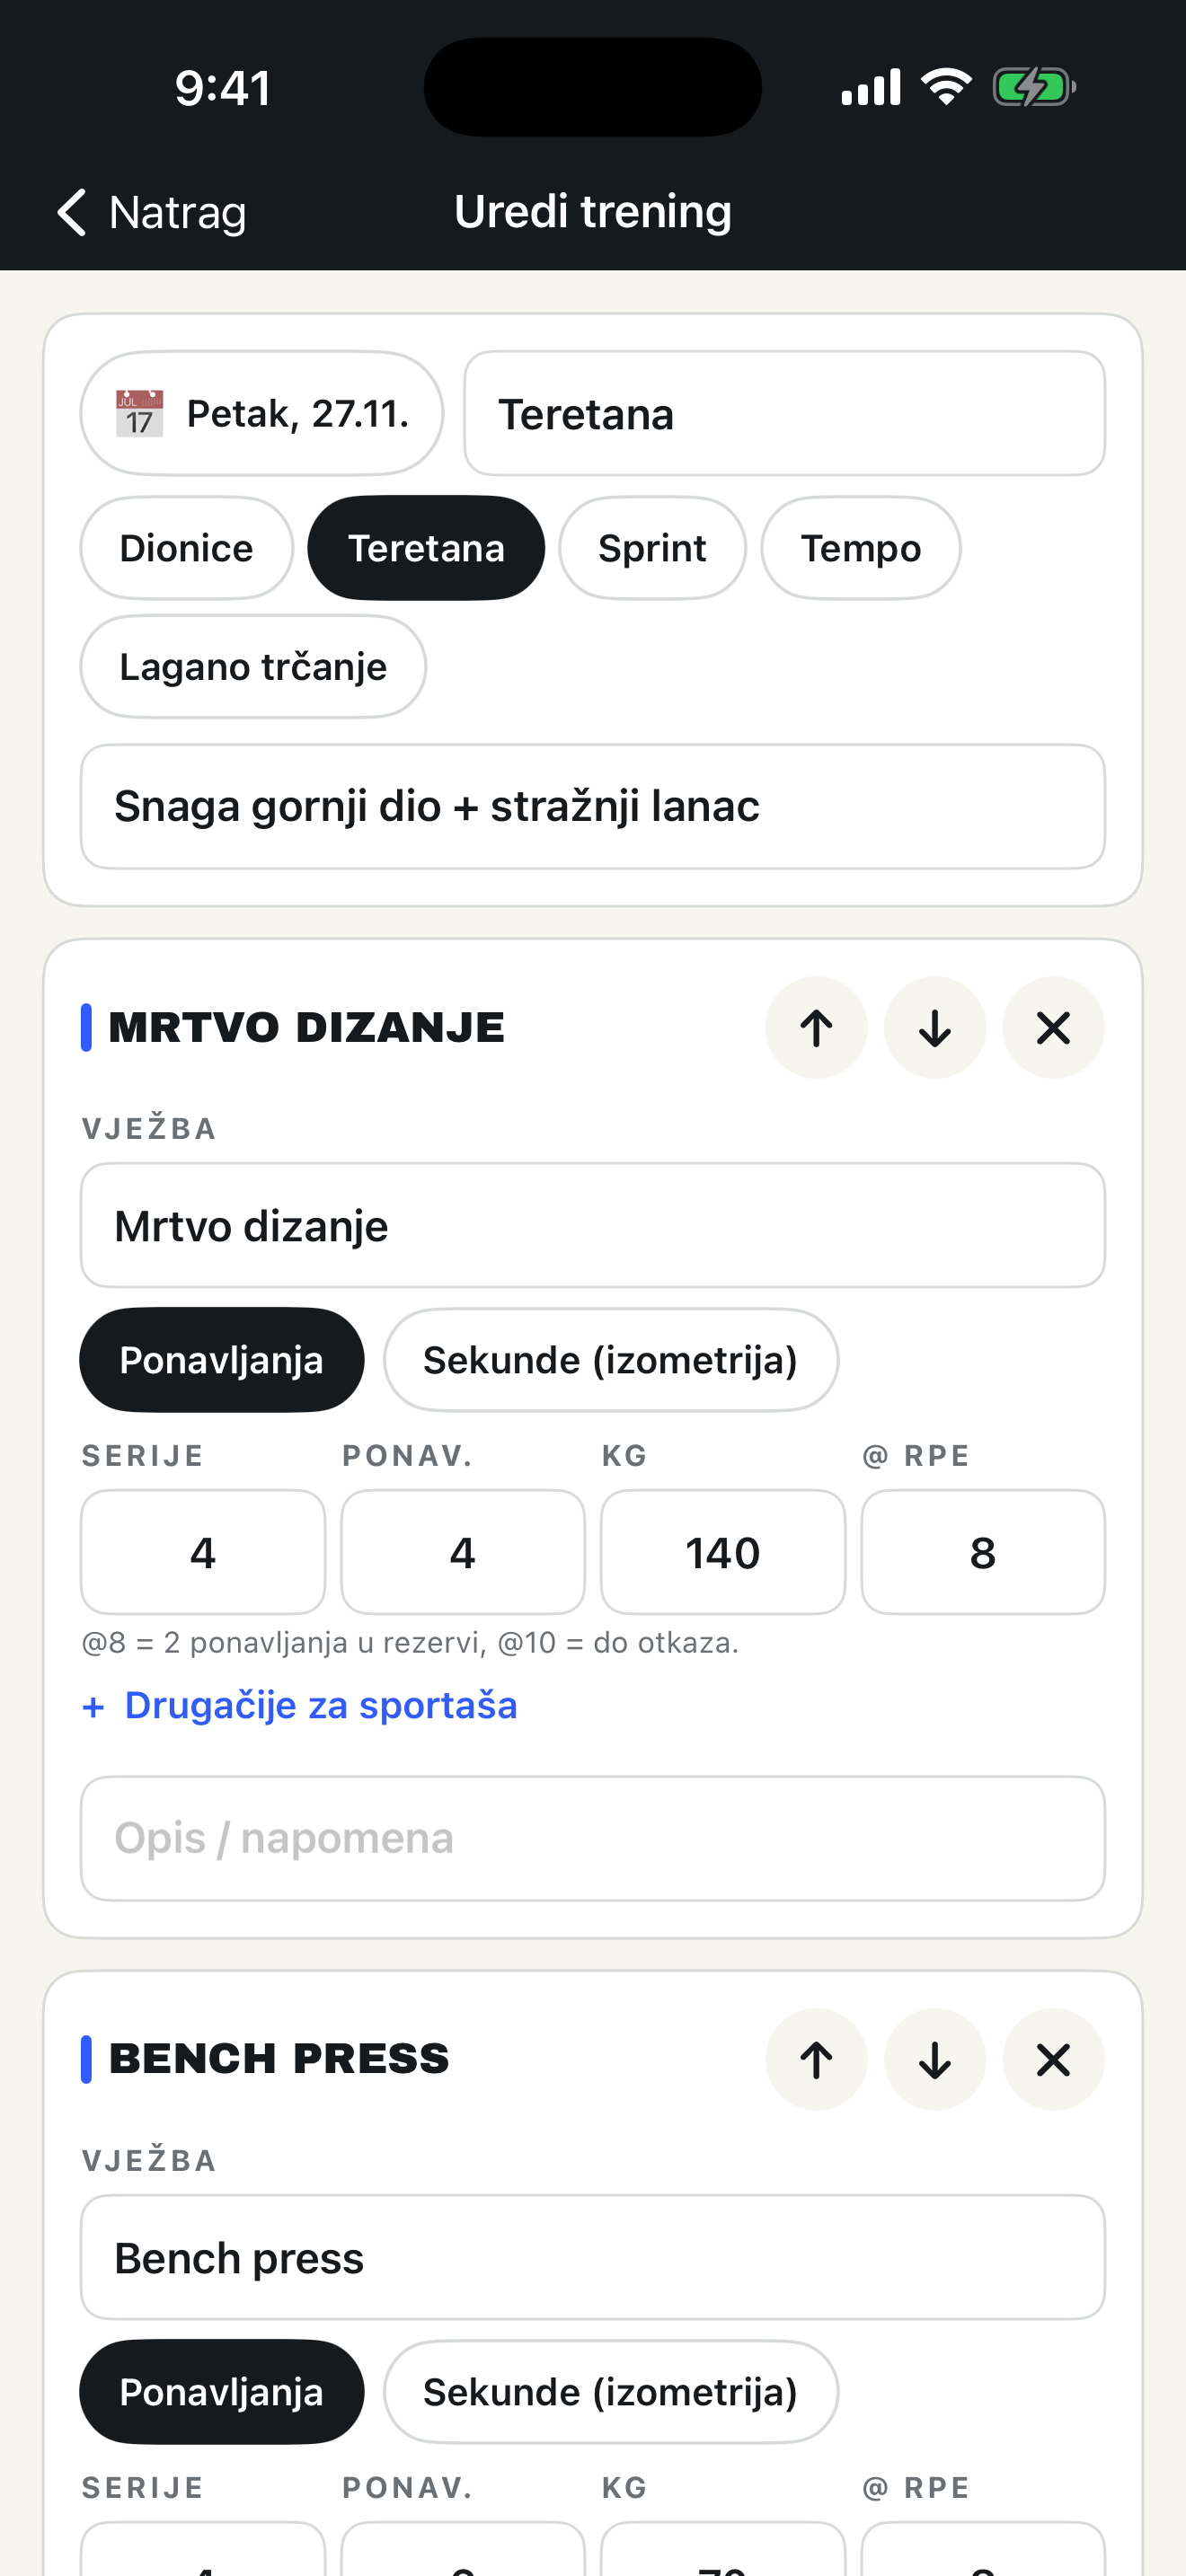 9:41
Natrag
Uredi trening
JUL
17
Petak, 27.11.
Teretana
Dionice
Teretana
Sprint
Tempo
Lagano trčanje
Snaga gornji dio + stražnji lanac
MRTVO DIZANJE
VJEŽBA
Mrtvo dizanje
Ponavljanja
Sekunde (izometrija)
SERIJE
PONAV.
KG
@ RPE
4
4
140
8
@8 = 2 ponavljanja u rezervi, @10 = do otkaza.
+ Drugačije za sportaša
Opis / napomena
BENCH PRESS
VJEŽBA
Bench press
Ponavljanja
Sekunde (izometrija)
SERIJE
PONAV.
KG
@ RPE